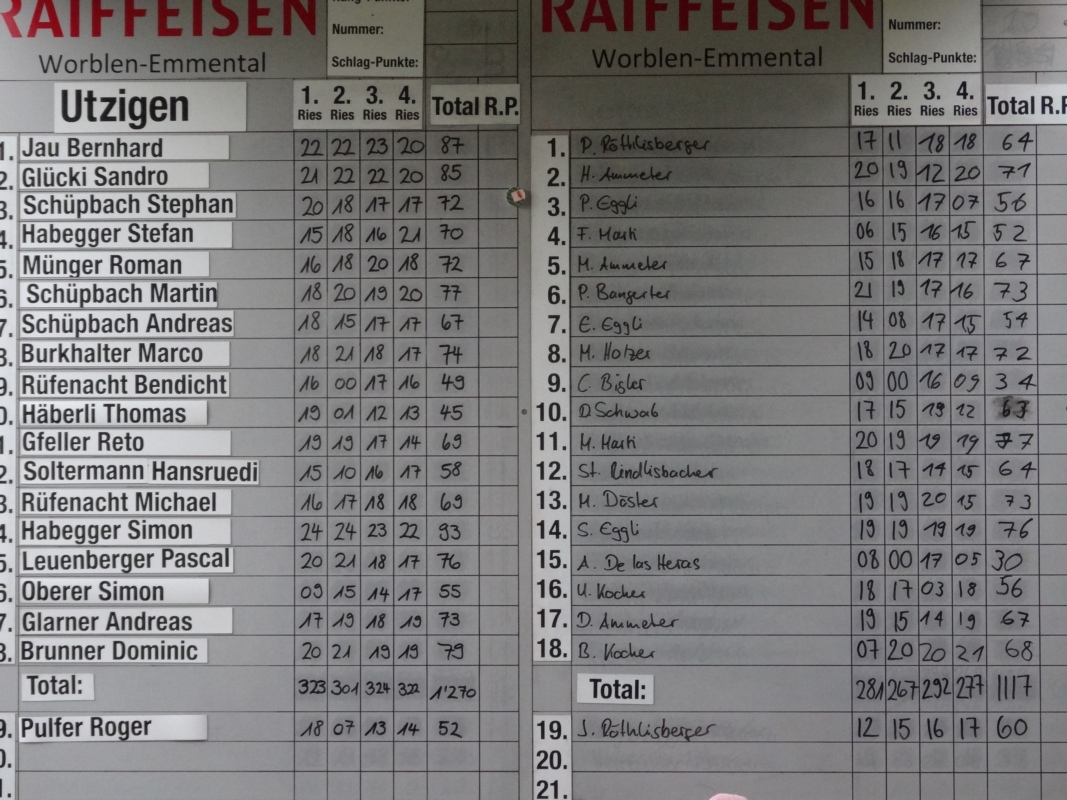 RAIFFEISEN
Worblen-Emmental
Nummer:
Schlag-Punkte:
Utzigen 1. Ries 2. Ries 3. Ries 4. Ries Total R.P.
1. Jau Bernhard 22 22 23 20 87
2. Glücki Sandro 21 22 22 20 85
3. Schüpbach Stephan 20 18 17 17 72
4. Habegger Stefan 15 18 16 21 70
5. Münger Roman 16 18 20 18 72
6. Schüpbach Martin 18 20 19 20 77
7. Schüpbach Andreas 18 15 17 17 67
8. Burkhalter Marco 18 21 18 17 74
9. Rüfenacht Bendicht 16 00 17 16 49
0. Häberli Thomas 19 01 12 13 45
1. Gfeller Reto 19 19 17 14 69
2. Soltermann Hansruedi 15 10 16 17 58
3. Rüfenacht Michael 16 17 18 18 69
4. Habegger Simon 24 24 23 22 93
5. Leuenberger Pascal 20 21 18 17 76
6. Oberer Simon 09 15 14 17 55
7. Glarner Andreas 17 19 18 19 73
8. Brunner Dominic 20 21 19 19 79
Total: 323 301 324 322 1'270
9. Pulfer Roger 18 07 13 14 52
0.
1.
RAIFFEISEN
Worblen-Emmental
Nummer:
Schlag-Punkte:
1. Ries 2. Ries 3. Ries 4. Ries Total R.P.
1. P. Röthlisberger 17 11 18 18 64
2. H. Ammeter 20 19 12 20 71
3. P. Eggli 16 16 17 07 56
4. F. Marti 06 15 16 15 52
5. M. Ammeter 15 18 17 17 67
6. P. Bangerter 21 19 17 16 73
7. E. Eggli 14 08 17 15 54
8. M. Holzer 18 20 17 17 72
9. C. Bigler 09 00 16 09 34
10. D. Schwab 17 15 19 12 63
11. M. Marti 20 19 19 19 77
12. St. Rindlisbacher 18 17 14 15 64
13. M. Döster 19 19 20 15 73
14. S. Eggli 19 19 19 19 76
15. A. De las Heras 08 00 17 05 30
16. U. Kocher 18 17 03 18 56
17. D. Ammeter 19 15 14 19 67
18. B. Kocher 07 20 20 21 68
Total: 281 267 292 277 1117
19. J. Röthlisberger 12 15 16 17 60
20.
21.